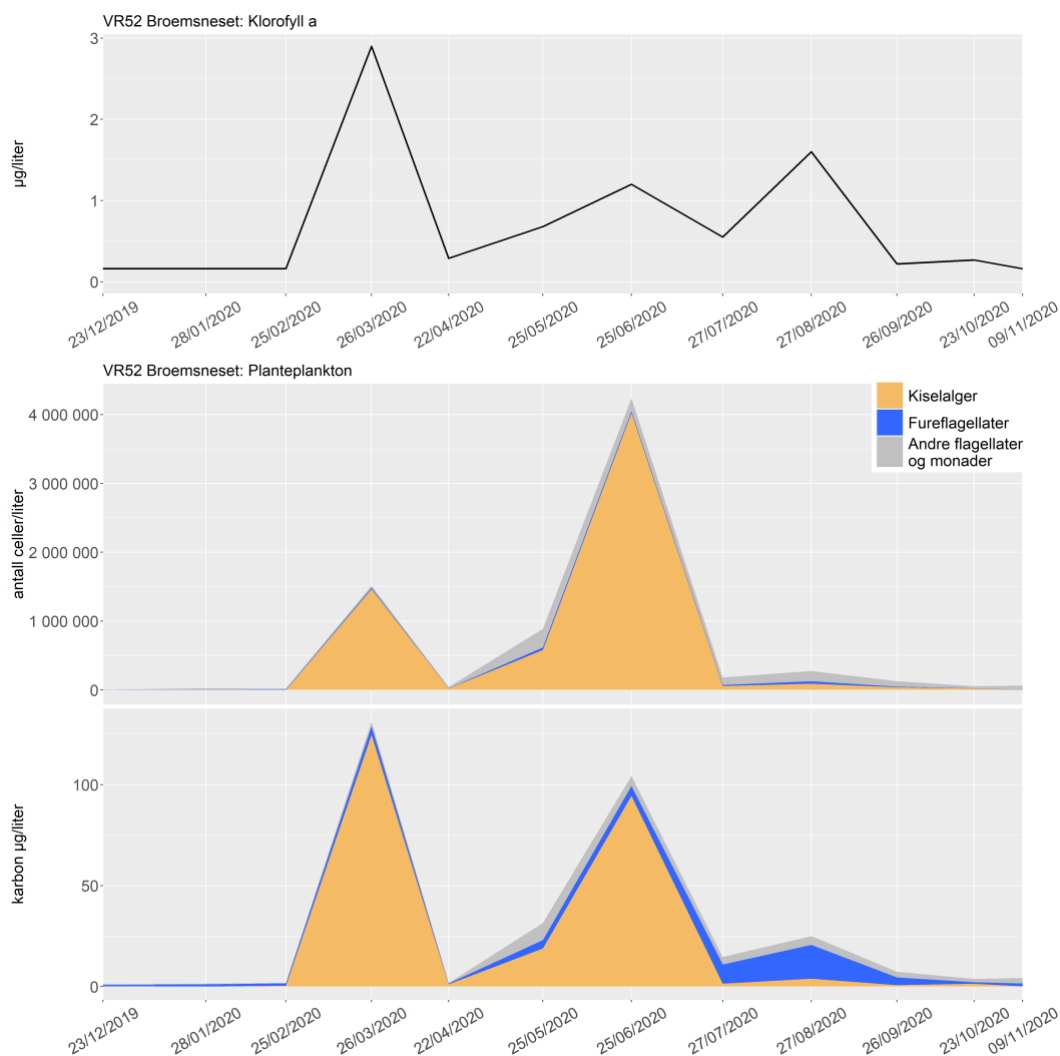 VR52 Broemsneset: Klorofyll a
µg/liter
3
2
1
0
23/12/2019 28/01/2020 25/02/2020 26/03/2020 22/04/2020 25/05/2020 25/06/2020 27/07/2020 27/08/2020 26/09/2020 23/10/2020 09/11/2020
VR52 Broemsneset: Planteplankton
Kiselalger
Fureflagellater
Andre flagellater
og monader
antall celler/liter
4 000 000
3 000 000
2 000 000
1 000 000
0
karbon µg/liter
100
50
0
23/12/2019 28/01/2020 25/02/2020 26/03/2020 22/04/2020 25/05/2020 25/06/2020 27/07/2020 27/08/2020 26/09/2020 23/10/2020 09/11/2020